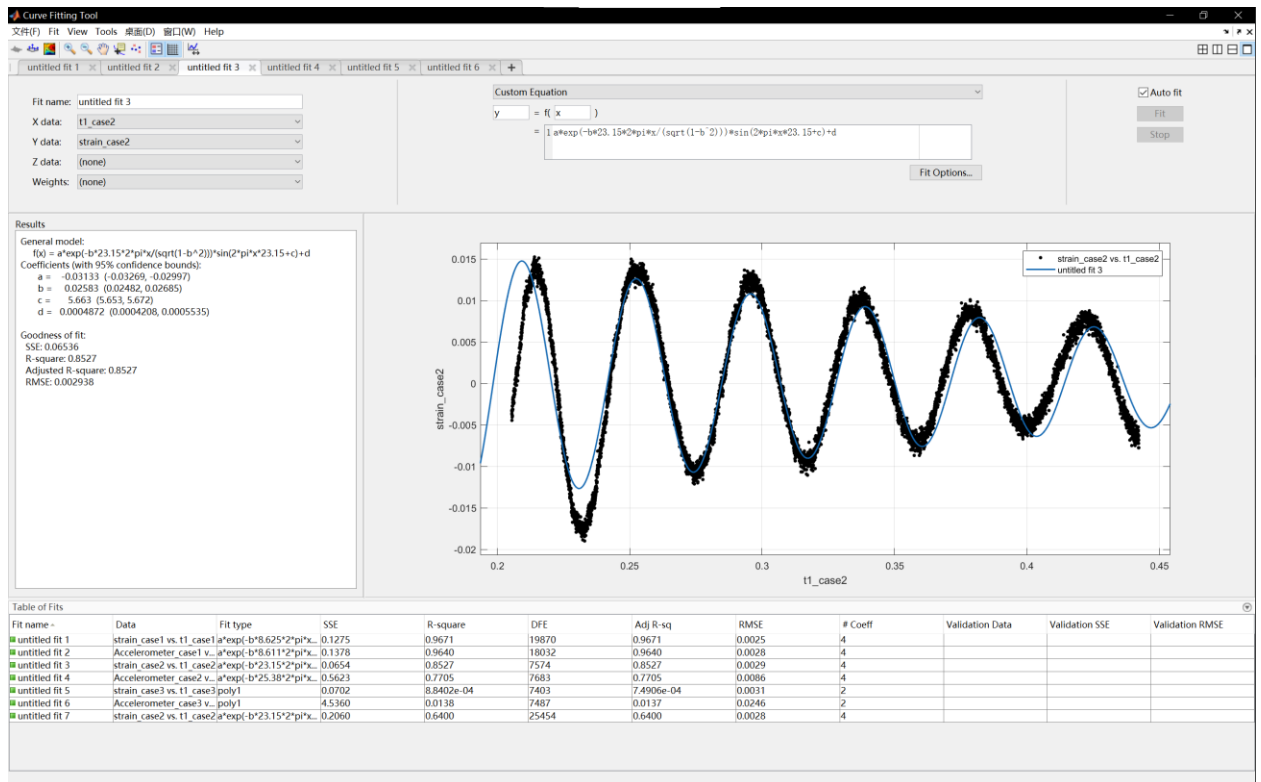 Curve Fitting Tool
文件(F) Fit View Tools 桌面(D) 窗口(W) Help
untitled fit 1 × untitled fit 2 × untitled fit 3 × untitled fit 4 × untitled fit 5 × untitled fit 6 × +
Fit name: untitled fit 3
X data: t1_case2
Y data: strain_case2
Z data: (none)
Weights: (none)
Custom Equation
y = f( x )
= 1 a*exp(-b*23.15*2*pi*x/(sqrt(1-b^2)))*sin(2*pi*x*23.15+c)+d
Fit Options...
Auto fit
Fit
Stop
Results
General model:
f(x) = a*exp(-b*23.15*2*pi*x/(sqrt(1-b^2)))*sin(2*pi*x*23.15+c)+d
Coefficients (with 95% confidence bounds):
a = -0.03133 (-0.03269, -0.02997)
b = 0.02583 (0.02482, 0.02685)
c = 5.663 (5.653, 5.672)
d = 0.0004872 (0.0004208, 0.0005535)
Goodness of fit:
SSE: 0.06536
R-square: 0.8527
Adjusted R-square: 0.8527
RMSE: 0.002938
strain_case2 vs. t1_case2
untitled fit 3
0.015
0.01
0.005
0
-0.005
-0.01
-0.015
-0.02
strain_case2
0.2 0.25 0.3 0.35 0.4 0.45
t1_case2
Table of Fits
Fit name Data Fit type SSE R-square DFE Adj R-sq RMSE # Coeff Validation Data Validation SSE Validation RMSE
untitled fit 1 strain_case1 vs. t1_case1 a*exp(-b*8.625*2*pi*x... 0.1275 0.9671 19870 0.9671 0.0025 4
untitled fit 2 Accelerometer_case1 v... a*exp(-b*8.611*2*pi*x... 0.1378 0.9640 18032 0.9640 0.0028 4
untitled fit 3 strain_case2 vs. t1_case2 a*exp(-b*23.15*2*pi*x... 0.0654 0.8527 7574 0.8527 0.0029 4
untitled fit 4 Accelerometer_case2 v... a*exp(-b*25.38*2*pi*x... 0.5623 0.7705 7683 0.7705 0.0086 4
untitled fit 5 strain_case3 vs. t1_case3 poly1 0.0702 8.8402e-04 7403 7.4906e-04 0.0031 2
untitled fit 6 Accelerometer_case3 v... poly1 4.5360 0.0138 7487 0.0137 0.0246 2
untitled fit 7 strain_case2 vs. t1_case2 a*exp(-b*23.15*2*pi*x... 0.2060 0.6400 25454 0.6400 0.0028 4